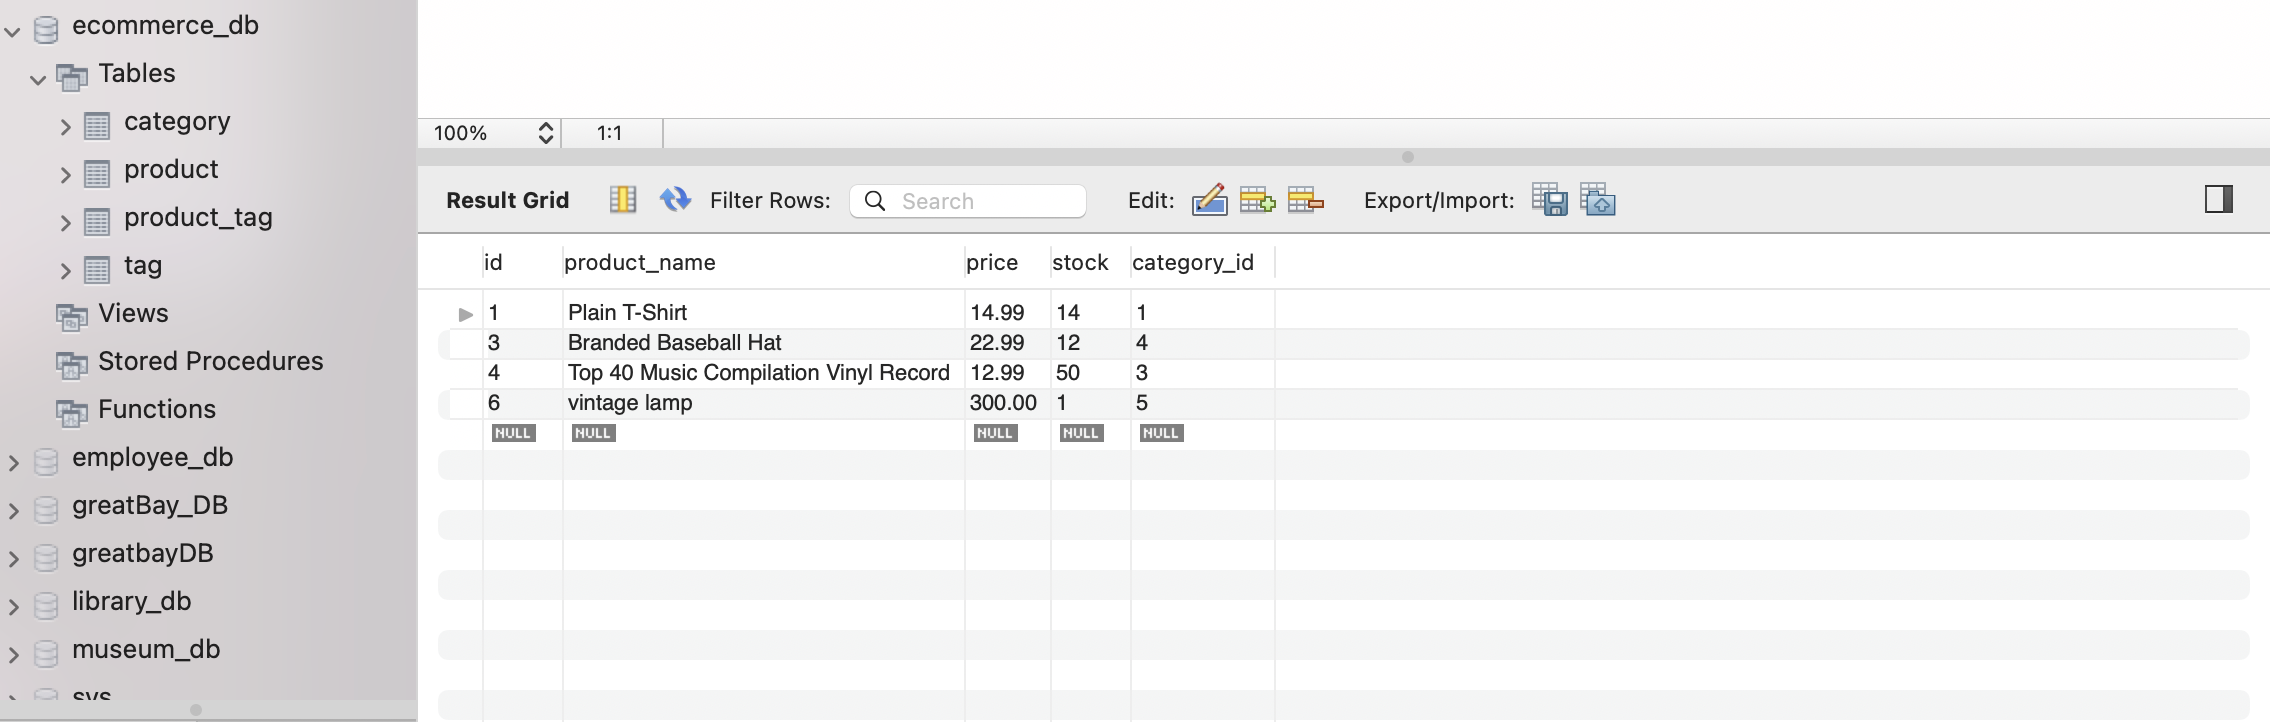 ecommerce_db
Tables
category
product
product_tag
tag
Views
Stored Procedures
Functions
employee_db
greatBay_DB
greatbayDB
library_db
museum_db
sys
100% 1:1
Result Grid Filter Rows: Search Edit: Export/Import:
id product_name price stock category_id
1 Plain T-Shirt 14.99 14 1
3 Branded Baseball Hat 22.99 12 4
4 Top 40 Music Compilation Vinyl Record 12.99 50 3
6 vintage lamp 300.00 1 5
NULL NULL NULL NULL NULL